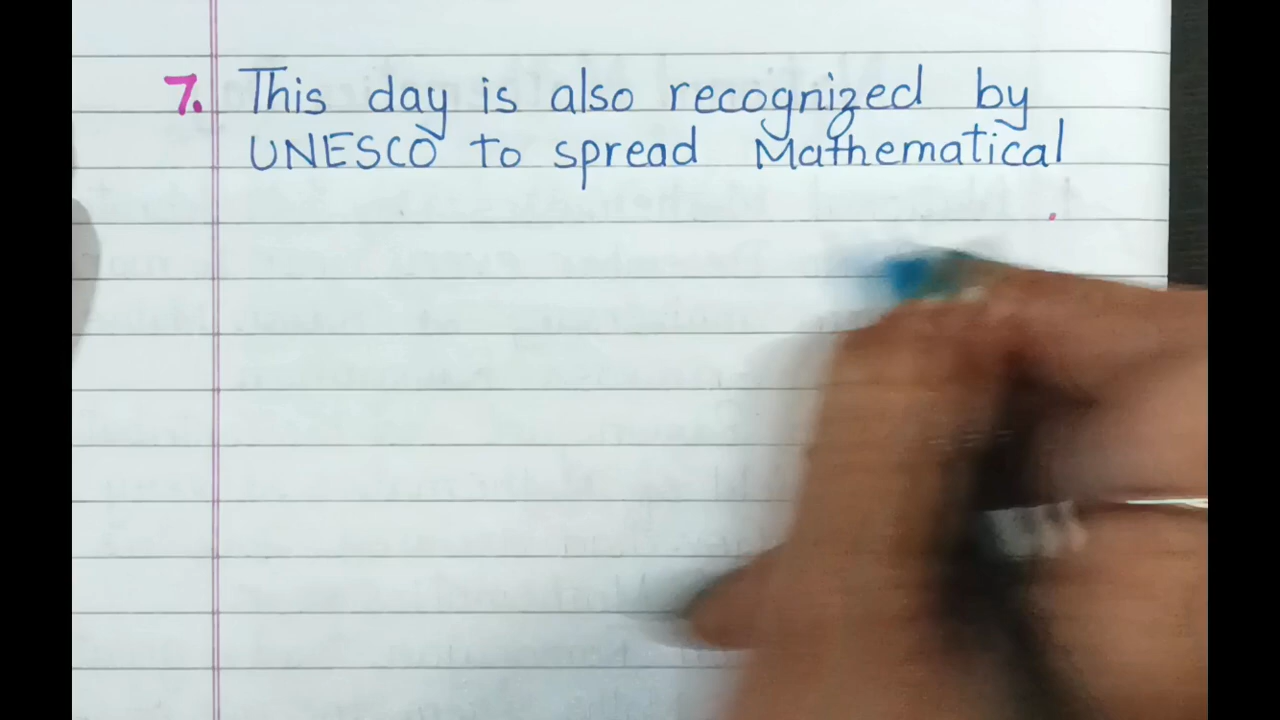 7. This day is also recognized by
UNESCO to spread Mathematical